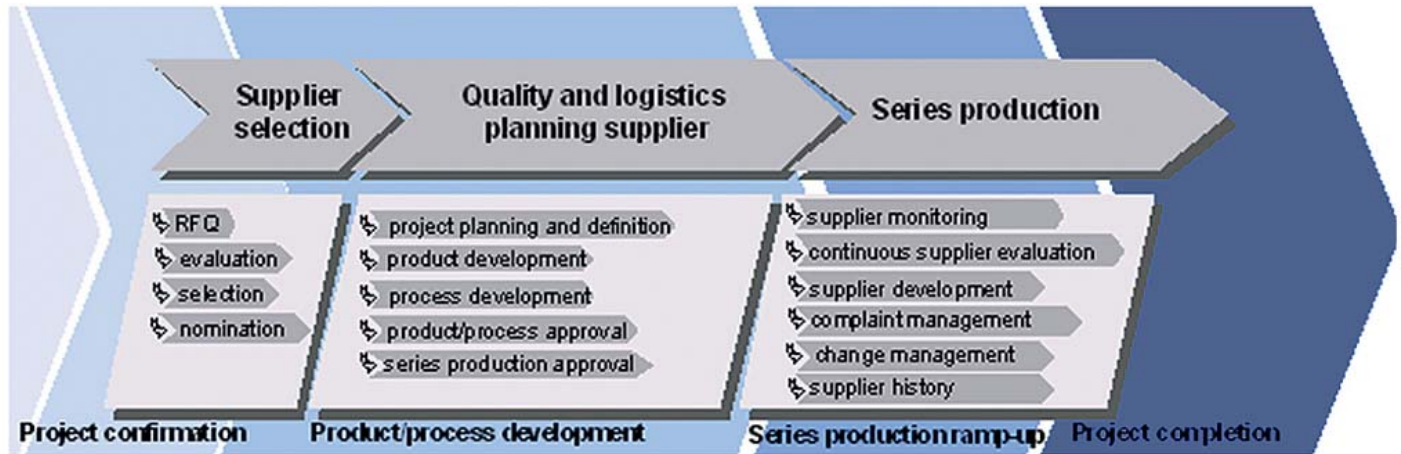 Supplier
selection
Quality and logistics
planning supplier
Series production
RFQ
evaluation
selection
nomination
project planning and definition
product development
process development
product/process approval
series production approval
supplier monitoring
continuous supplier evaluation
supplier development
complaint management
change management
supplier history
Project confirmation
Product/process development
Series production ramp-up
Project completion